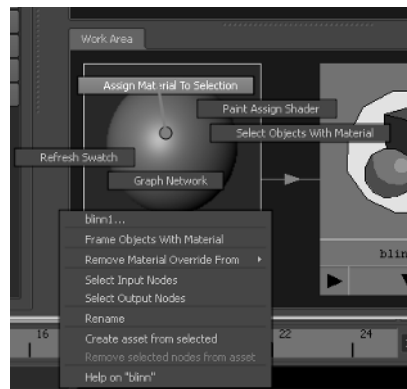 Work Area
Assign Material To Selection
Paint Assign Shader
Select Objects With Material
Refresh Swatch
Graph Network
blinn1...
Frame Objects With Material
Remove Material Override From
Select Input Nodes
Select Output Nodes
Rename
Create asset from selected
Remove selected nodes from asset
Help on "blinn"
blin
16
22
24